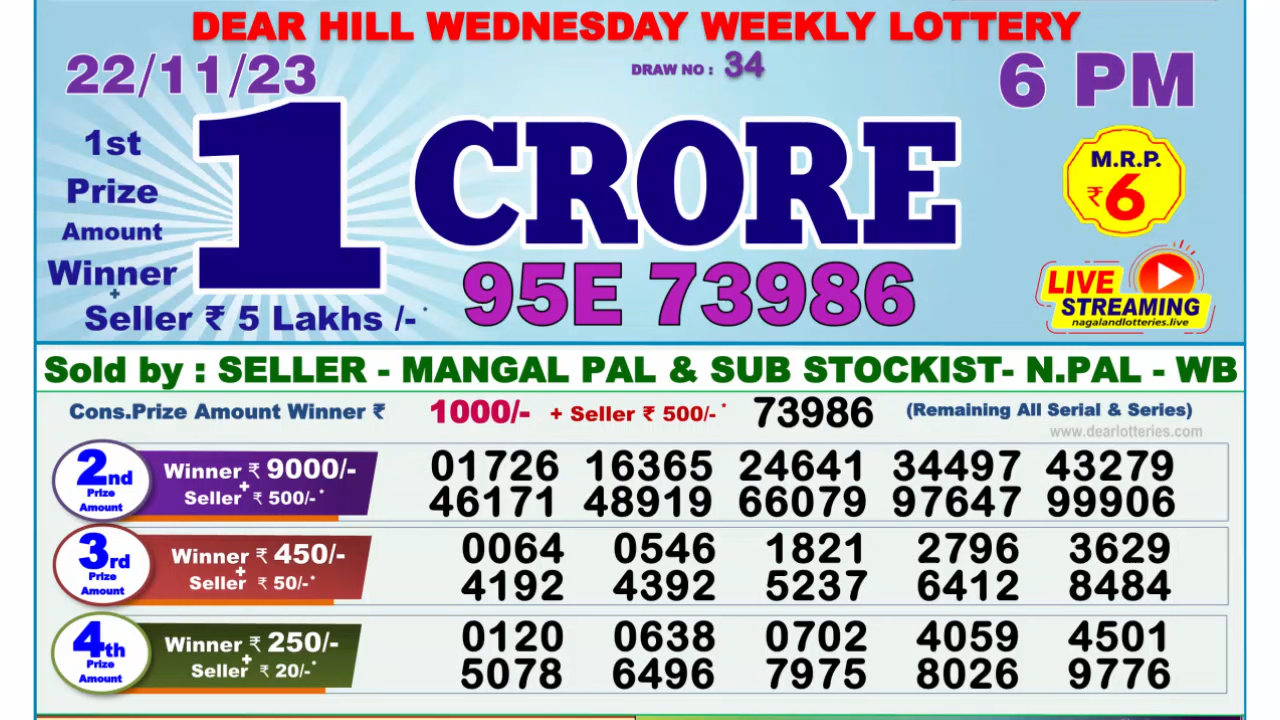 DEAR HILL WEDNESDAY WEEKLY LOTTERY
22/11/23
DRAW NO : 34
6 PM
1st
Prize
Amount
Winner
+
Seller ₹ 5 Lakhs /-*
1 CRORE
95E 73986
M.R.P.
₹6
LIVE
STREAMING
nagalandlotteries.live
Sold by : SELLER - MANGAL PAL & SUB STOCKIST- N.PAL - WB
Cons.Prize Amount Winner ₹ 1000/- + Seller ₹ 500/-* 73986 (Remaining All Serial & Series)
www.dearlotteries.com
2nd
Prize
Amount
Winner ₹ 9000/-
+
Seller ₹ 500/-*
01726 16365 24641 34497 43279
46171 48919 66079 97647 99906
3rd
Prize
Amount
Winner ₹ 450/-
+
Seller ₹ 50/-*
0064 0546 1821 2796 3629
4192 4392 5237 6412 8484
4th
Prize
Amount
Winner ₹ 250/-
+
Seller ₹ 20/-*
0120 0638 0702 4059 4501
5078 6496 7975 8026 9776